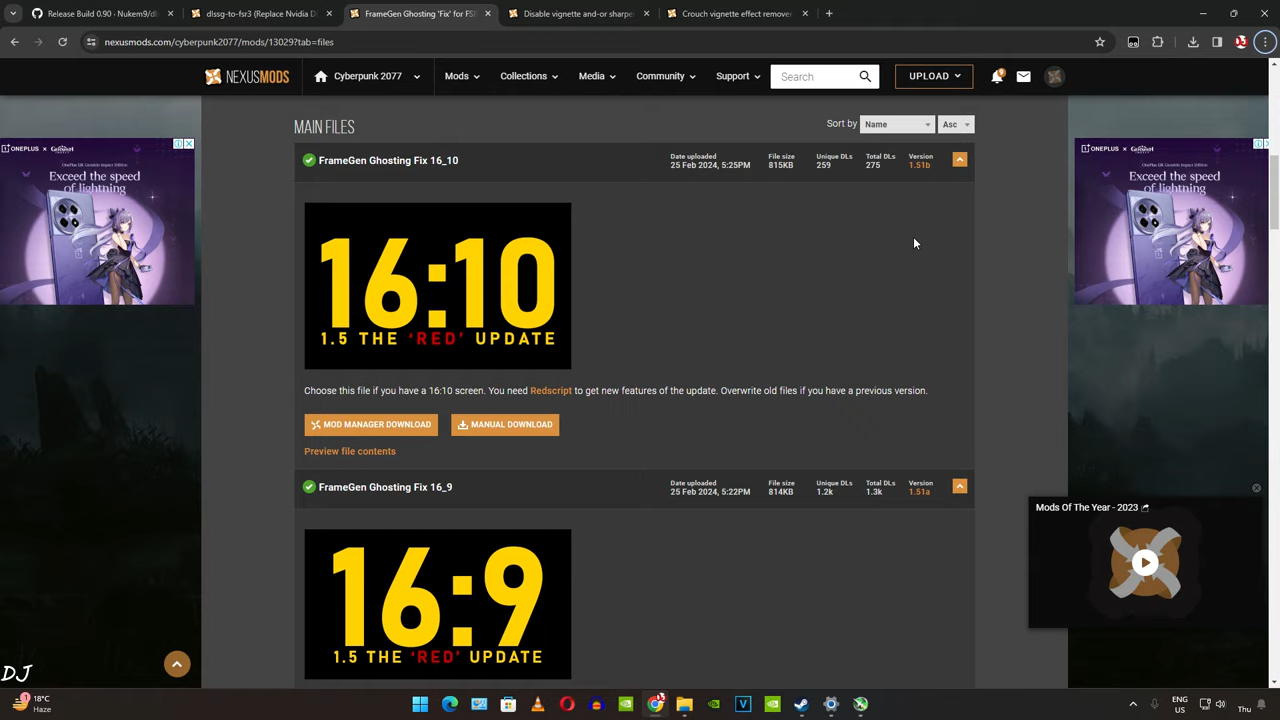 Release Build 0.90 · Nukem9/dl
dlssg-to-fsr3 (Replace Nvidia D
FrameGen Ghosting 'Fix' for FSR
Disable vignette and-or sharpen
Crouch vignette effect remover
nexusmods.com/cyberpunk2077/mods/13029?tab=files
NEXUSMODS
Cyberpunk 2077
Mods
Collections
Media
Community
Support
Search
UPLOAD
MAIN FILES
Sort by
Name
Asc
FrameGen Ghosting Fix 16_10
Date uploaded
25 Feb 2024, 5:25PM
File size
815KB
Unique DLs
259
Total DLs
275
Version
1.51b
16:10
1.5 THE 'RED' UPDATE
Choose this file if you have a 16:10 screen. You need Redscript to get new features of the update. Overwrite old files if you have a previous version.
MOD MANAGER DOWNLOAD
MANUAL DOWNLOAD
Preview file contents
FrameGen Ghosting Fix 16_9
Date uploaded
25 Feb 2024, 5:22PM
File size
814KB
Unique DLs
1.2k
Total DLs
1.3k
Version
1.51a
16:9
1.5 THE 'RED' UPDATE
ONEPLUS
Exceed the speed
of lightning
ONEPLUS
Exceed the speed
of lightning
Mods Of The Year - 2023
DJ
18°C
Haze
ENG
US
Thu